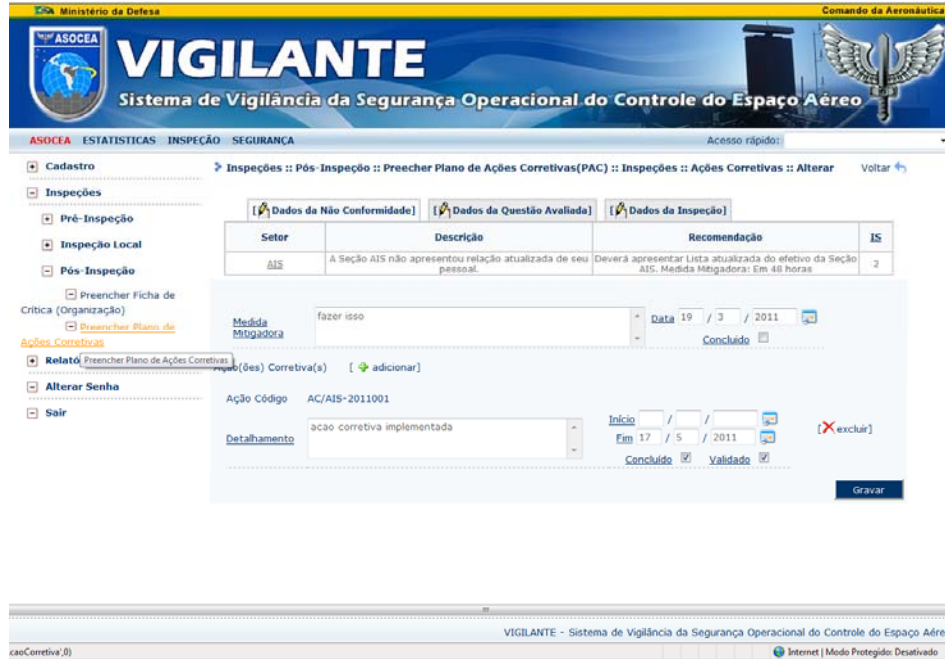 Ministério da Defesa
Comando da Aeronáutica
ASOCEA
VIGILANTE
Sistema de Vigilância da Segurança Operacional do Controle do Espaço Aéreo
ASOCEA ESTATISTICAS INSPEÇÃO SEGURANÇA
Acesso rápido:
Cadastro
Inspeções
Pré-Inspeção
Inspeção Local
Pós-Inspeção
Preencher Ficha de
Crítica (Organização)
Preencher Plano de
Ações Corretivas
Relató
Preencher Plano de Ações Corretivas
Alterar Senha
Sair
Inspeções :: Pós-Inspeção :: Preecher Plano de Ações Corretivas(PAC) :: Inspeções :: Ações Corretivas :: Alterar
Voltar
[Dados da Não Conformidade] [Dados da Questão Avaliada] [Dados da Inspeção]
Setor Descrição Recomendação IS
AIS
A Seção AIS não apresentou relação atualizada de seu
pessoal.
Deverá apresentar Lista atualizada do efetivo da Seção
AIS. Medida Mitigadora: Em 48 horas
2
Medida
Mitigadora
fazer isso
Data 19 / 3 / 2011
Concluido
Ação(ões) Corretiva(s) [ adicionar]
Ação Código AC/AIS-2011001
Detalhamento
acao corretiva implementada
Início / /
Fim 17 / 5 / 2011
Concluído Validado
[excluir]
Gravar
VIGILANTE - Sistema de Vigilância da Segurança Operacional do Controle do Espaço Aére
caoCorretiva',0)
Internet | Modo Protegido: Desativado